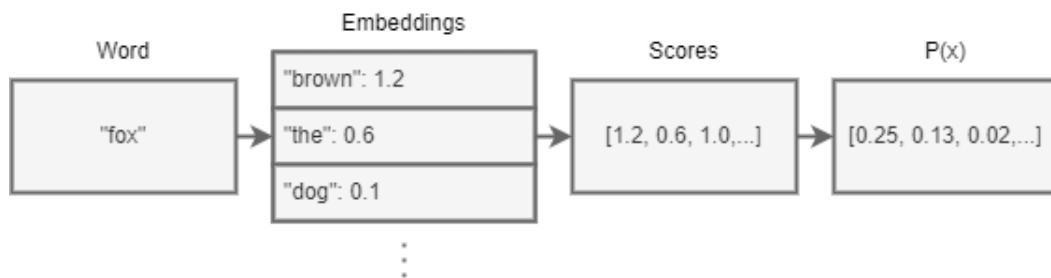 Word
Embeddings
Scores
P(x)
"fox"
"brown": 1.2
"the": 0.6
"dog": 0.1
[1.2, 0.6, 1.0,...]
[0.25, 0.13, 0.02,...]